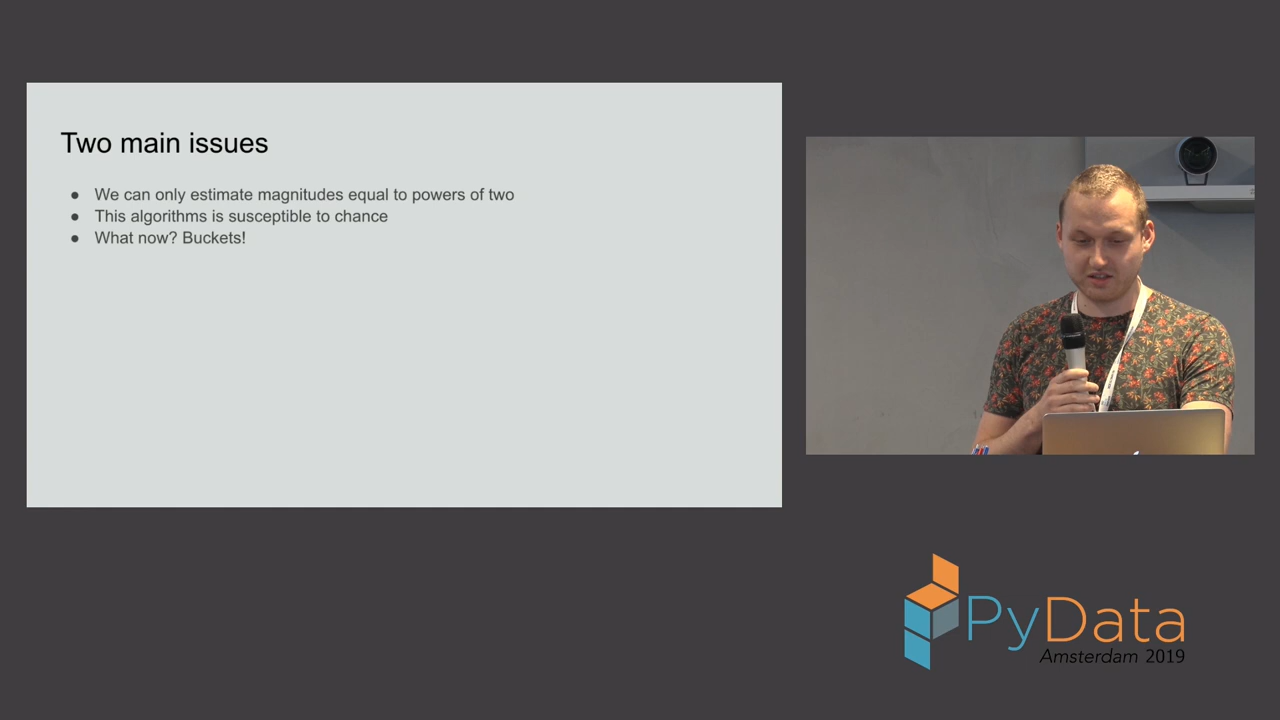 Two main issues
● We can only estimate magnitudes equal to powers of two
● This algorithms is susceptible to chance
● What now? Buckets!
PyData
Amsterdam 2019